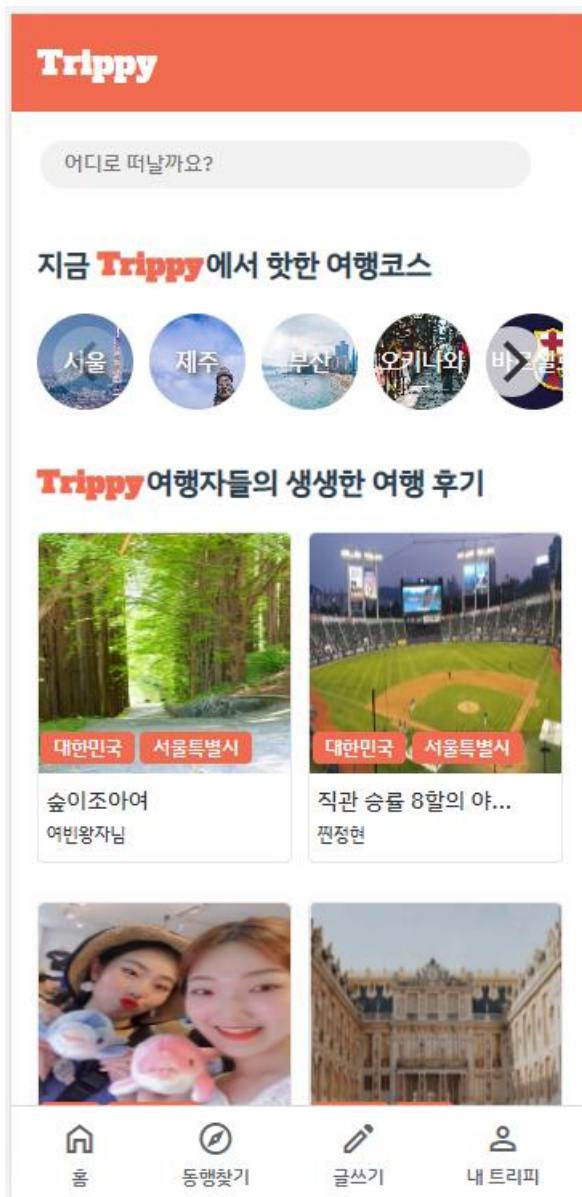 Trippy
어디로 떠날까요?
지금 Trippy에서 핫한 여행코스
서울 제주 부산 오키나와
Trippy여행자들의 생생한 여행 후기
대한민국 서울특별시 대한민국 서울특별시
숲이조아여 직관 승률 8할의 야...
여빈왕자님 찐정현
홈 동행찾기 글쓰기 내 트리피